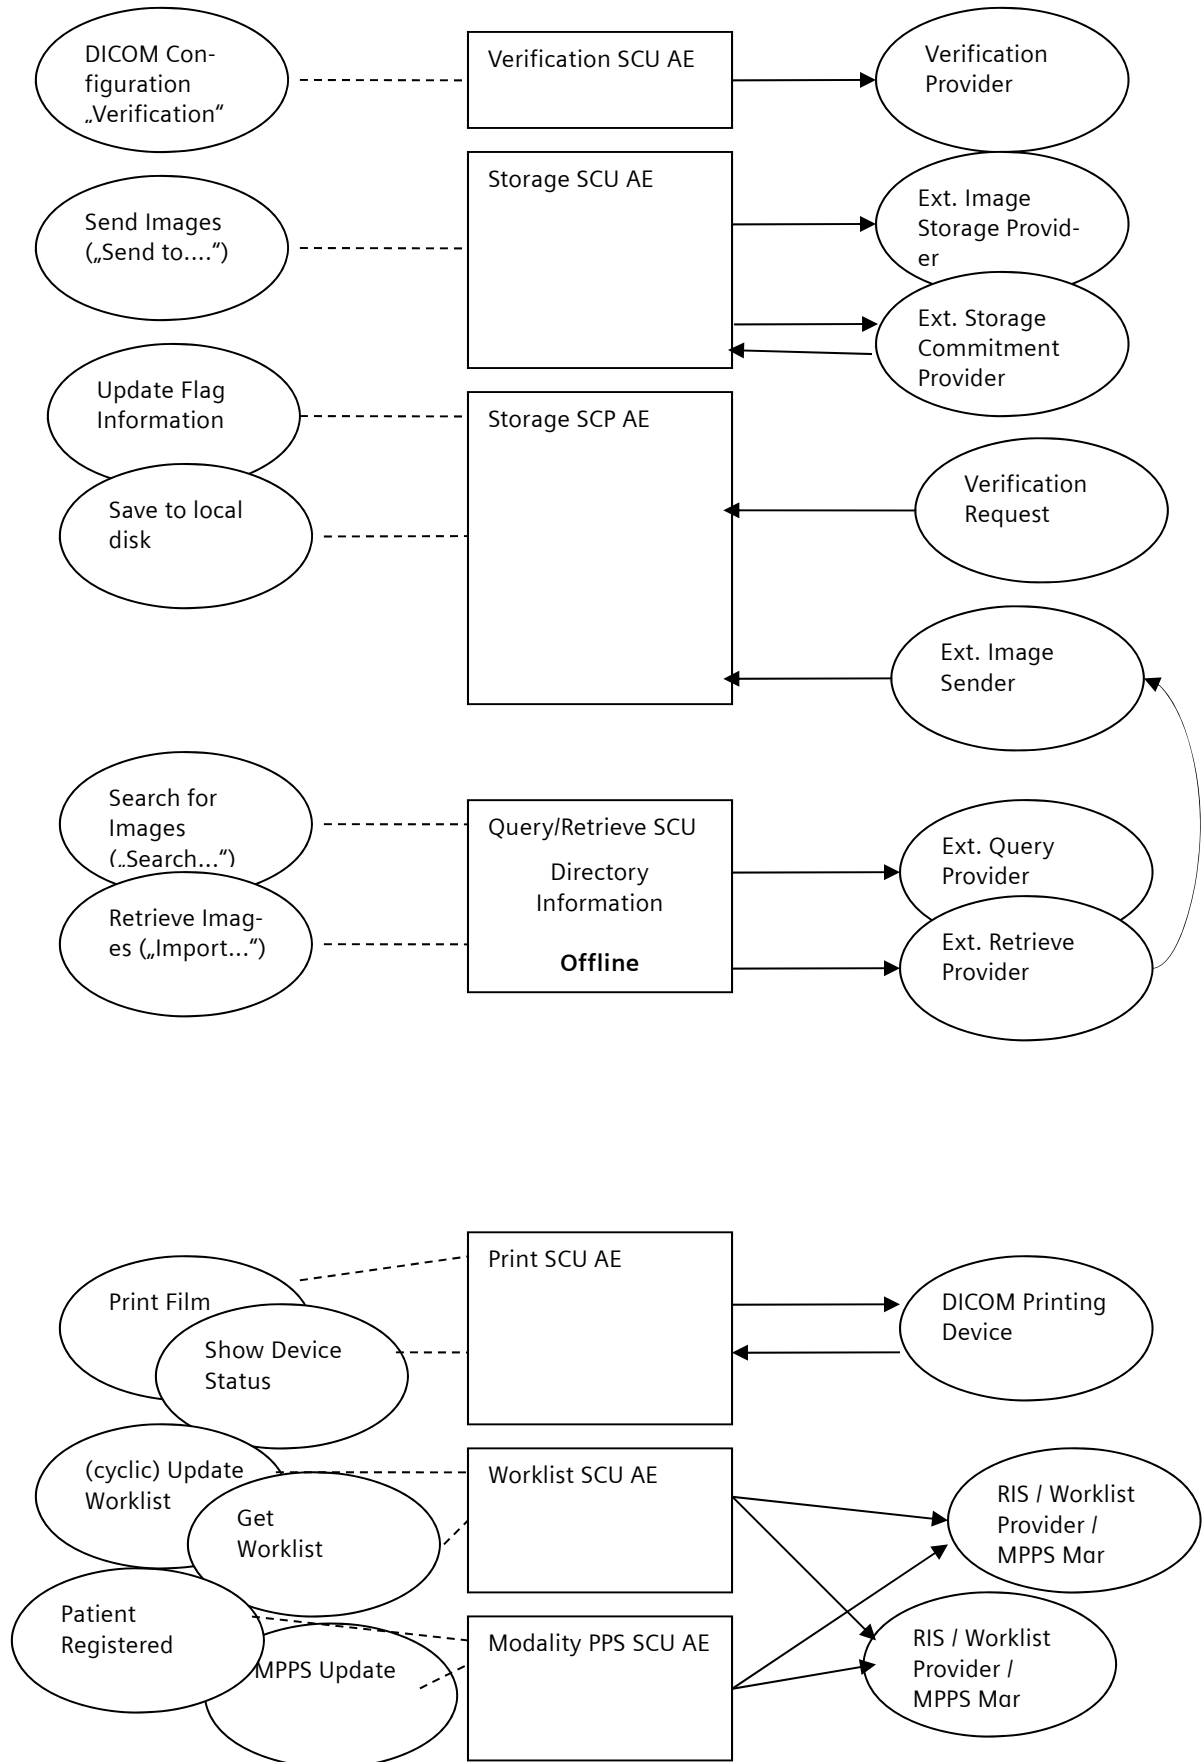 DICOM Con-
figuration
„Verification“
Verification SCU AE
Verification
Provider
Send Images
(„Send to....“)
Storage SCU AE
Ext. Image
Storage Provid-
er
Ext. Storage
Commitment
Provider
Update Flag
Information
Save to local
disk
Storage SCP AE
Verification
Request
Ext. Image
Sender
Search for
Images
(„Search...“)
Retrieve Imag-
es („Import...“)
Query/Retrieve SCU
Directory
Information
Offline
Ext. Query
Provider
Ext. Retrieve
Provider
Print Film
Show Device
Status
Print SCU AE
DICOM Printing
Device
(cyclic) Update
Worklist
Get
Worklist
Worklist SCU AE
RIS / Worklist
Provider /
MPPS Mar
Patient
Registered
MPPS Update
Modality PPS SCU AE
RIS / Worklist
Provider /
MPPS Mar